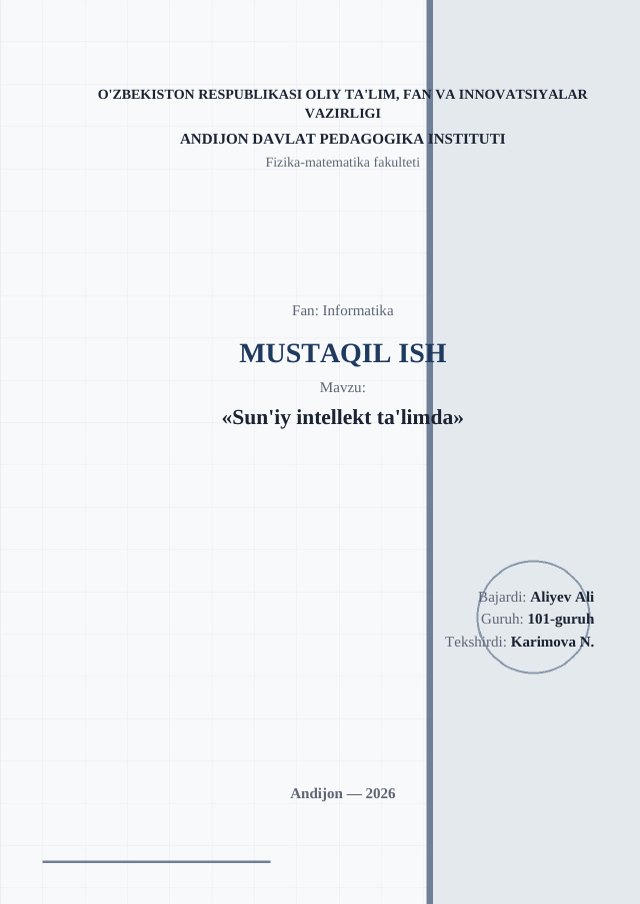 O'ZBEKISTON RESPUBLIKASI OLIY TA'LIM, FAN VA INNOVATSIYALAR
VAZIRLIGI
ANDIJON DAVLAT PEDAGOGIKA INSTITUTI
Fizika-matematika fakulteti
Fan: Informatika
MUSTAQIL ISH
Mavzu:
«Sun'iy intellekt ta'limda»
Bajardi: Aliyev Ali
Guruh: 101-guruh
Tekshirdi: Karimova N.
Andijon — 2026